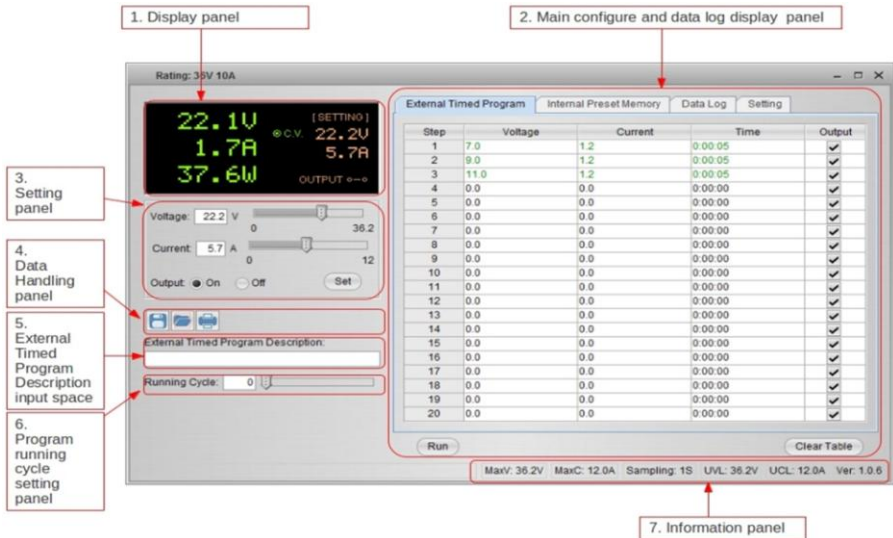 1. Display panel
2. Main configure and data log display panel
Rating: 36V 10A
22.1V
1.7A
37.6W
C.V.
[SETTING]
22.2V
5.7A
OUTPUT
3.
Setting
panel
Voltage: 22.2 V
0 36.2
Current: 5.7 A
0 12
Output: On Off Set
4.
Data
Handling
panel
5.
External
Timed
Program
Description
input space
External Timed Program Description:
6.
Program
running
cycle
setting
panel
Running Cycle: 0
External Timed Program Internal Preset Memory Data Log Setting
Step Voltage Current Time Output
1 7.0 1.2 0:00:05
2 9.0 1.2 0:00:05
3 11.0 1.2 0:00:05
4 0.0 0.0 0:00:00
5 0.0 0.0 0:00:00
6 0.0 0.0 0:00:00
7 0.0 0.0 0:00:00
8 0.0 0.0 0:00:00
9 0.0 0.0 0:00:00
10 0.0 0.0 0:00:00
11 0.0 0.0 0:00:00
12 0.0 0.0 0:00:00
13 0.0 0.0 0:00:00
14 0.0 0.0 0:00:00
15 0.0 0.0 0:00:00
16 0.0 0.0 0:00:00
17 0.0 0.0 0:00:00
18 0.0 0.0 0:00:00
19 0.0 0.0 0:00:00
20 0.0 0.0 0:00:00
Run Clear Table
MaxV: 36.2V MaxC: 12.0A Sampling: 1S UVL: 36.2V UCL: 12.0A Ver: 1.0.6
7. Information panel